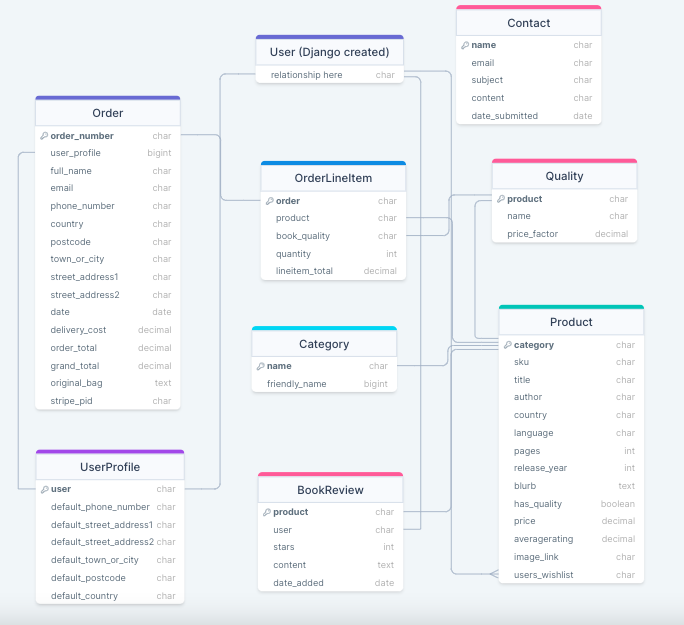 Contact
name char
email char
subject char
content char
date_submitted date
User (Django created)
relationship here char
Order
order_number char
user_profile bigint
full_name char
email char
phone_number char
country char
postcode char
town_or_city char
street_address1 char
street_address2 char
date date
delivery_cost decimal
order_total decimal
grand_total decimal
original_bag text
stripe_pid char
OrderLineItem
order char
product char
book_quality char
quantity int
lineitem_total decimal
Quality
product char
name char
price_factor decimal
Category
name char
friendly_name bigint
Product
category char
sku char
title char
author char
country char
language char
pages int
release_year int
blurb text
has_quality boolean
price decimal
averagerating decimal
image_link char
users_wishlist char
UserProfile
user char
default_phone_number char
default_street_address1 char
default_street_address2 char
default_town_or_city char
default_postcode char
default_country char
BookReview
product char
user char
stars int
content text
date_added date